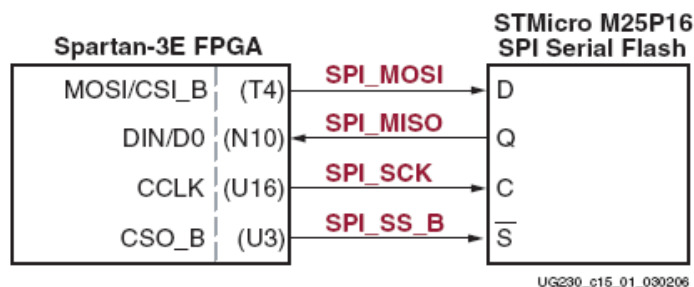 STMicro M25P16
Spartan-3E FPGA SPI Serial Flash
MOSI/CSI_B (T4) SPI_MOSI D
DIN/D0 (N10) SPI_MISO Q
CCLK (U16) SPI_SCK C
CSO_B (U3) SPI_SS_B S
UG230_c15_01_030206